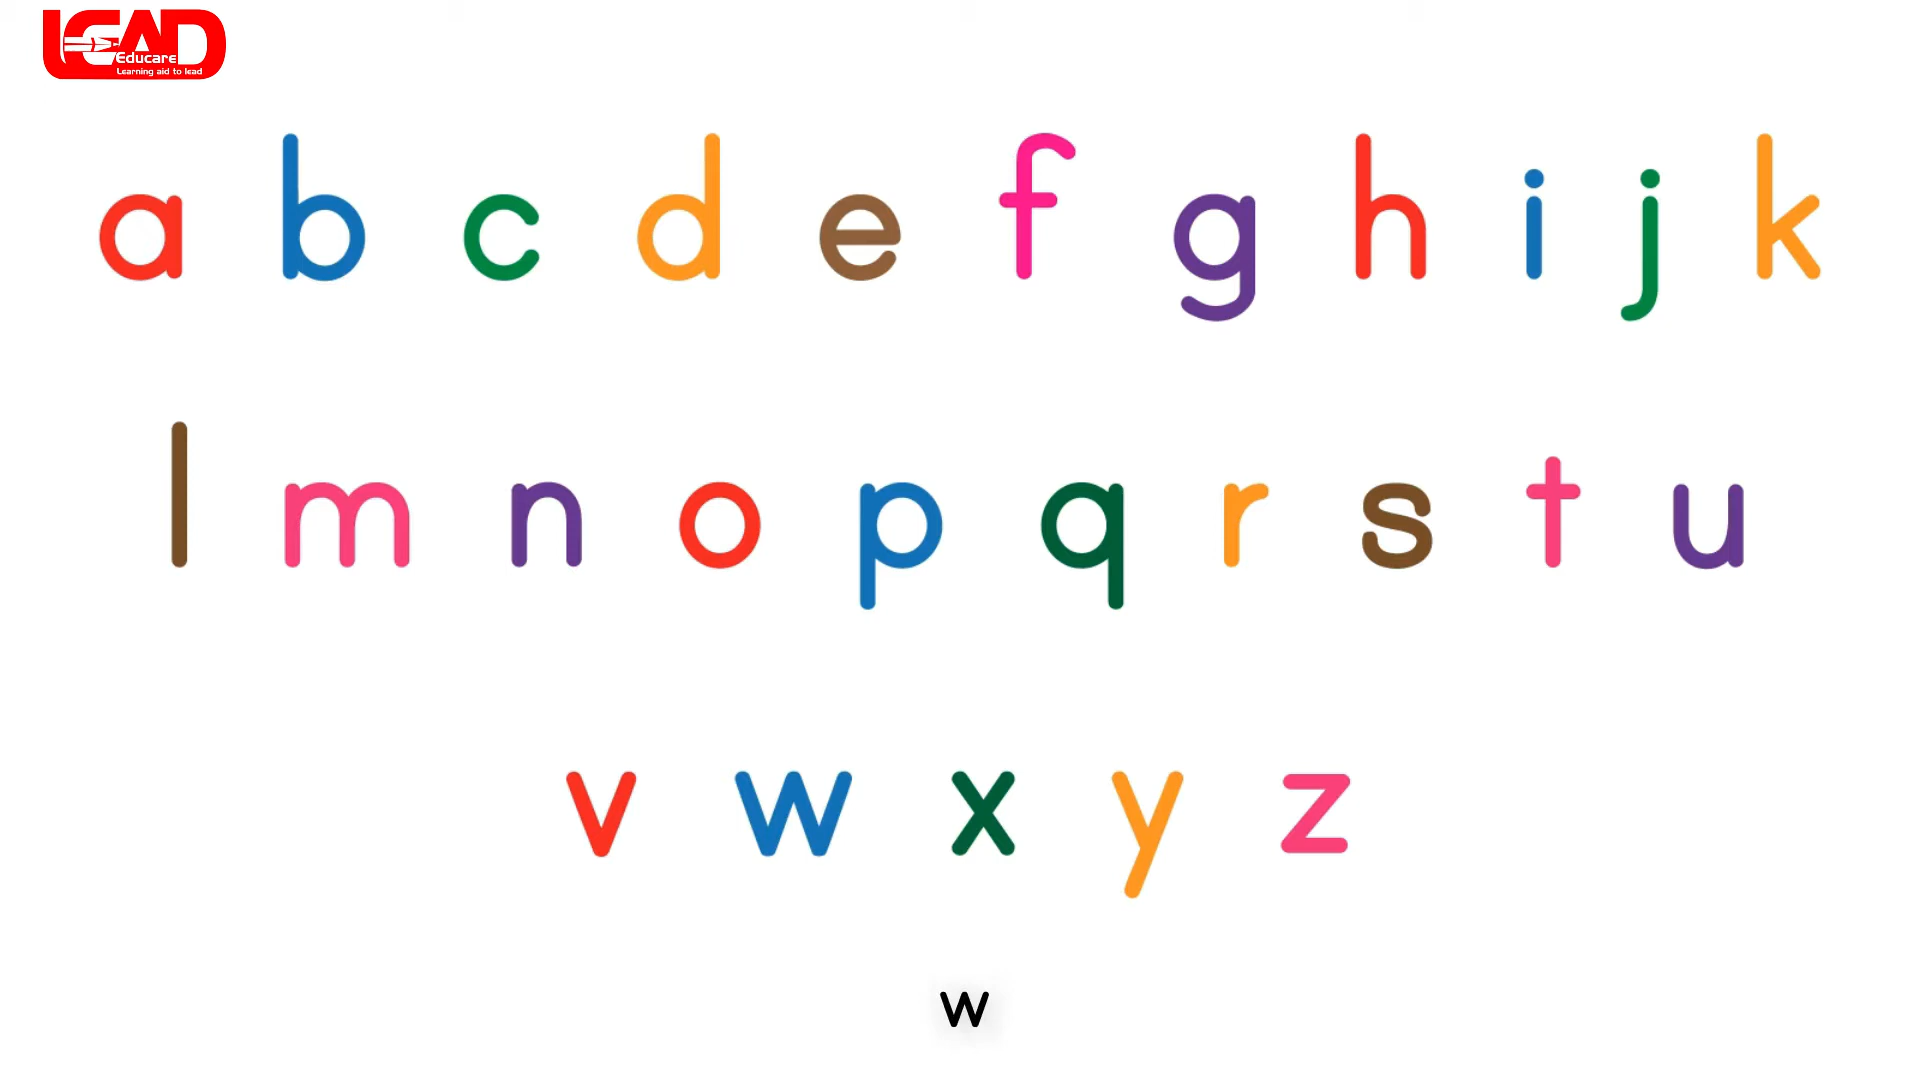 LEAD
Educare
Learning aid to lead
a b c d e f g h i j k
l m n o p q r s t u
v w x y z
w